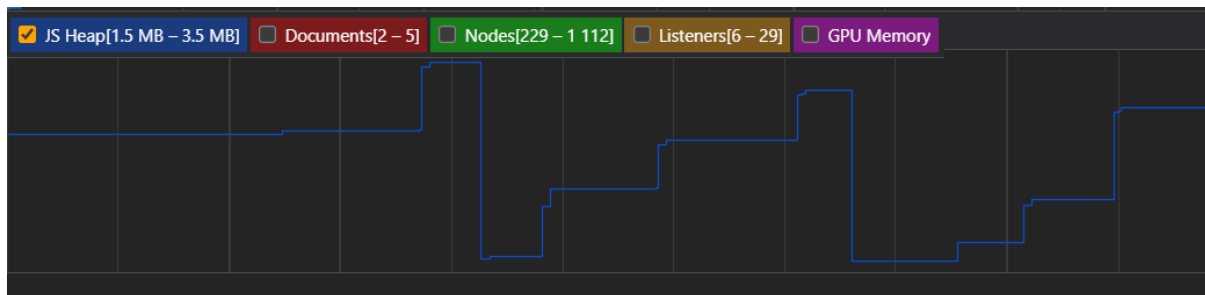 JS Heap[1.5 MB – 3.5 MB] Documents[2 – 5] Nodes[229 – 1 112] Listeners[6 – 29] GPU Memory